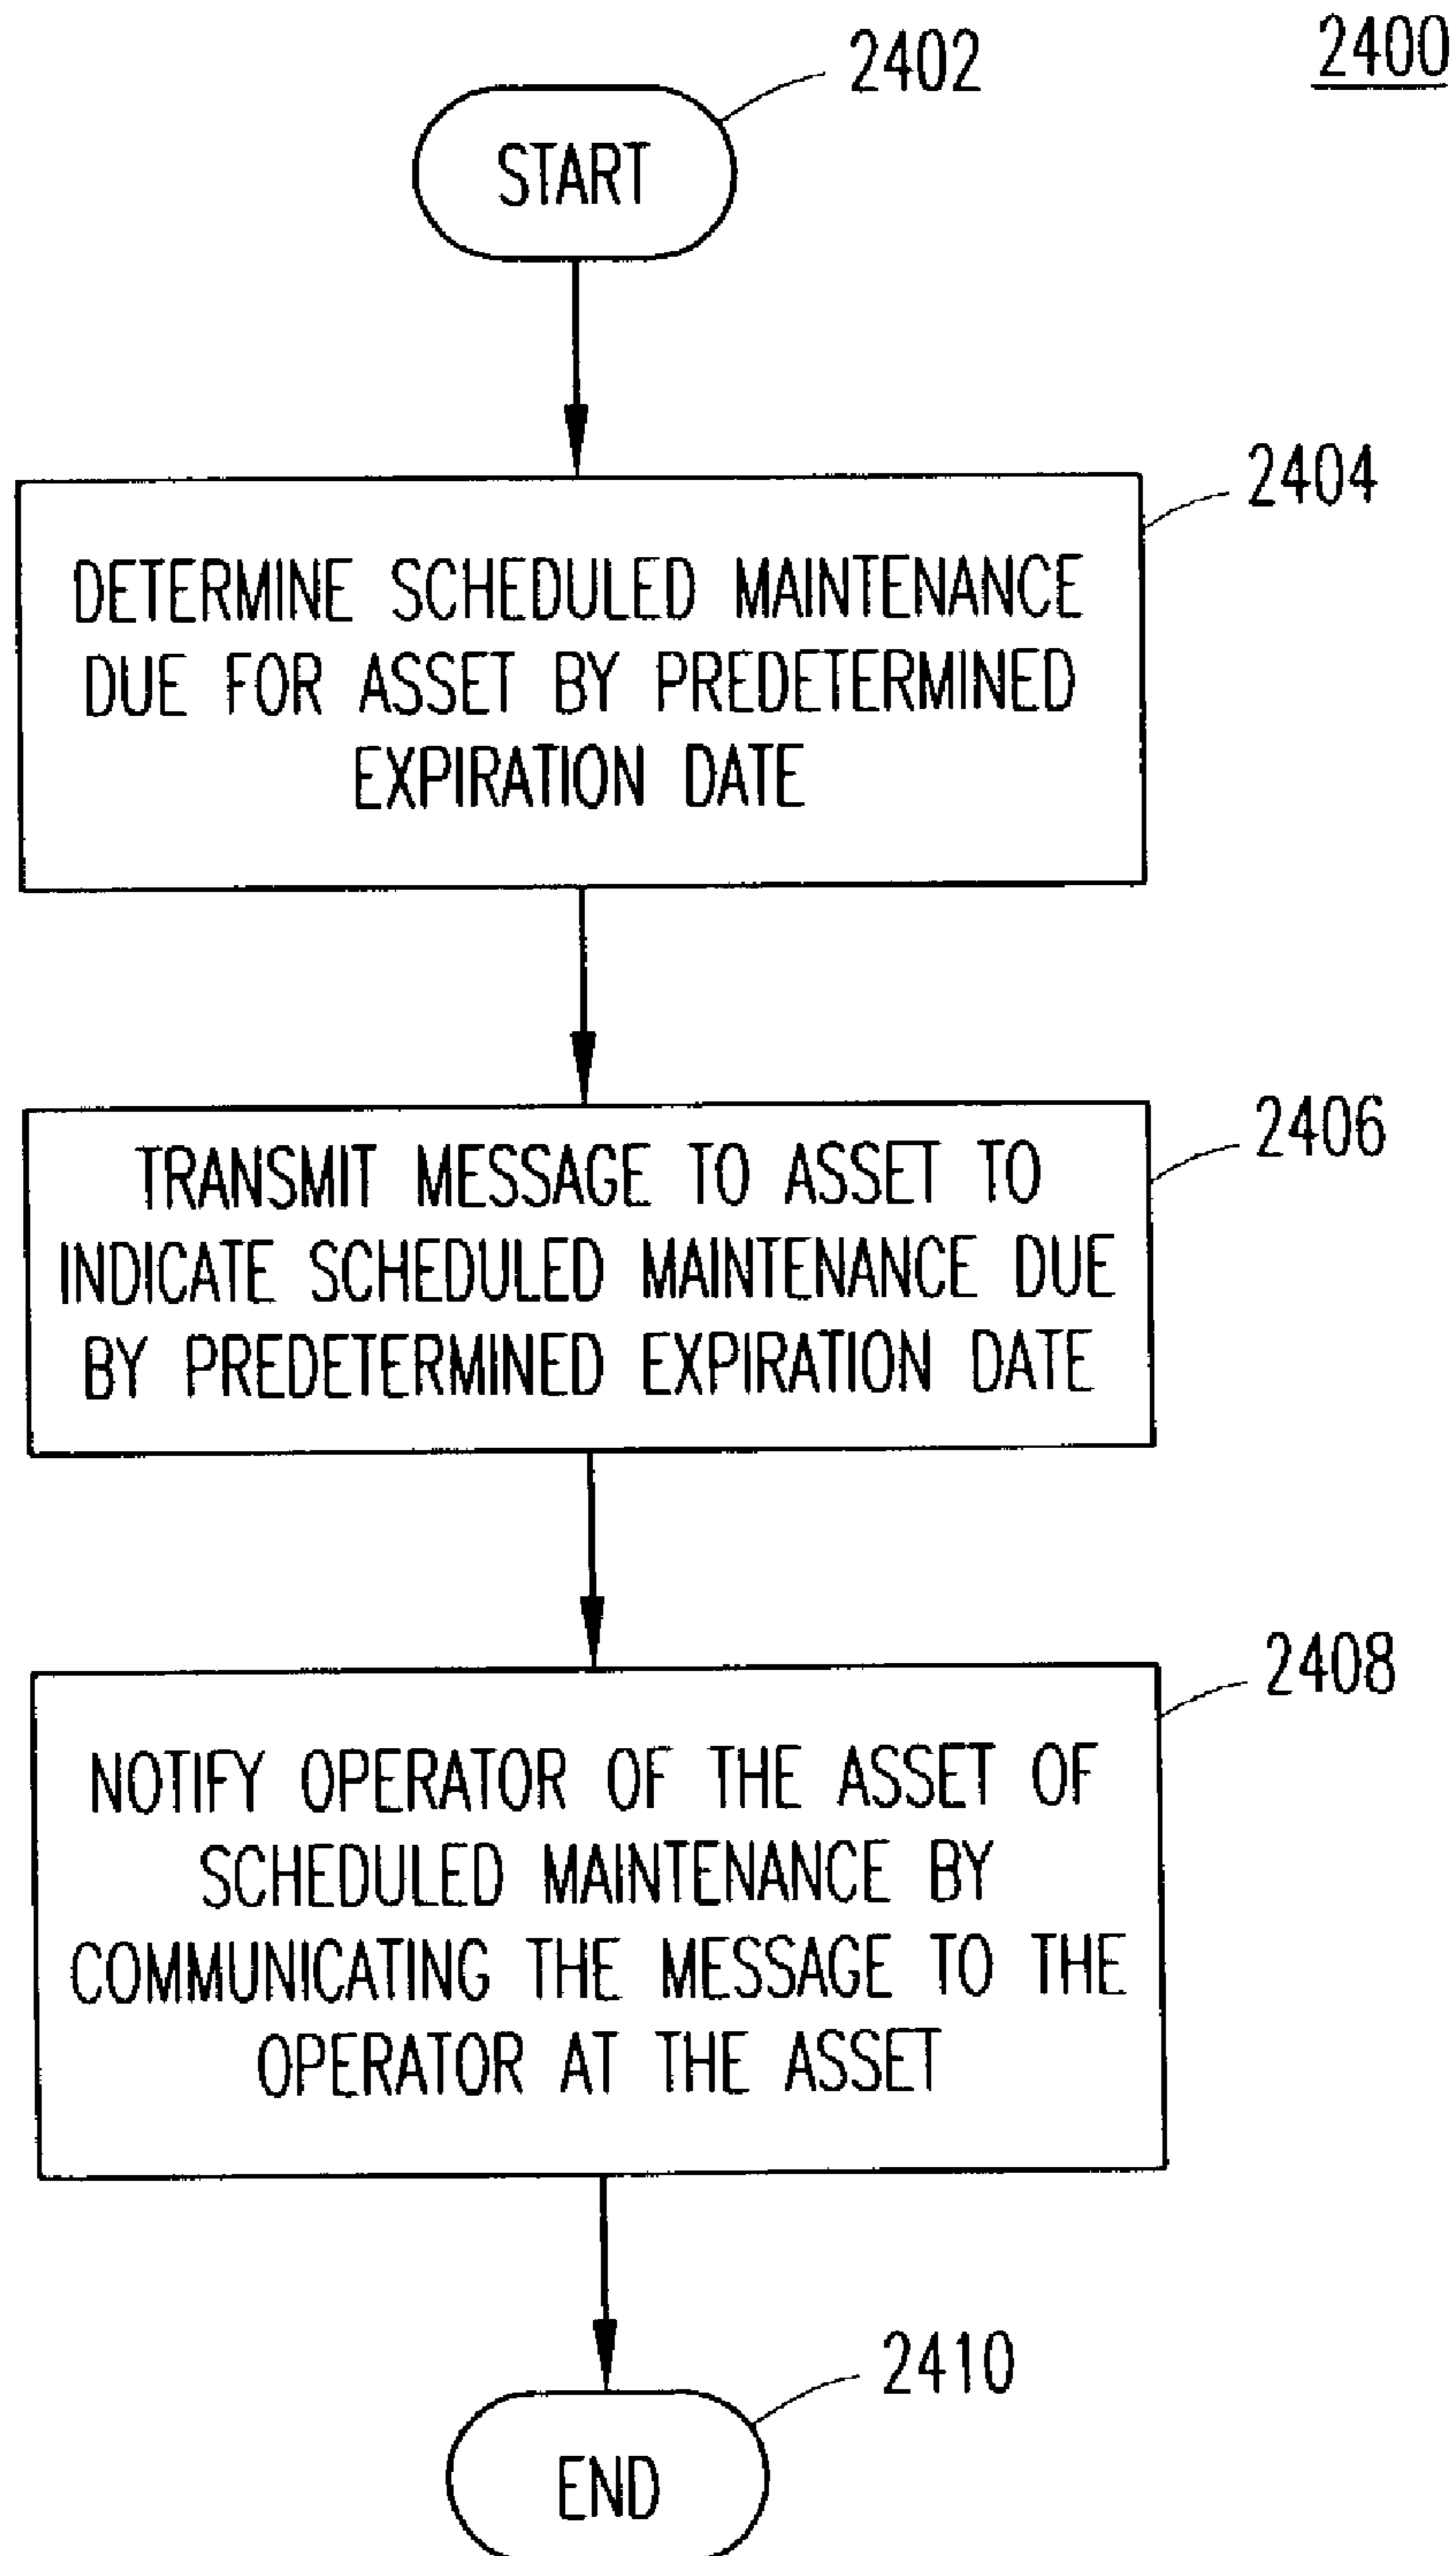 2400
2402
START
2404
DETERMINE SCHEDULED MAINTENANCE
DUE FOR ASSET BY PREDETERMINED
EXPIRATION DATE
2406
TRANSMIT MESSAGE TO ASSET TO
INDICATE SCHEDULED MAINTENANCE DUE
BY PREDETERMINED EXPIRATION DATE
2408
NOTIFY OPERATOR OF THE ASSET OF
SCHEDULED MAINTENANCE BY
COMMUNICATING THE MESSAGE TO THE
OPERATOR AT THE ASSET
2410
END